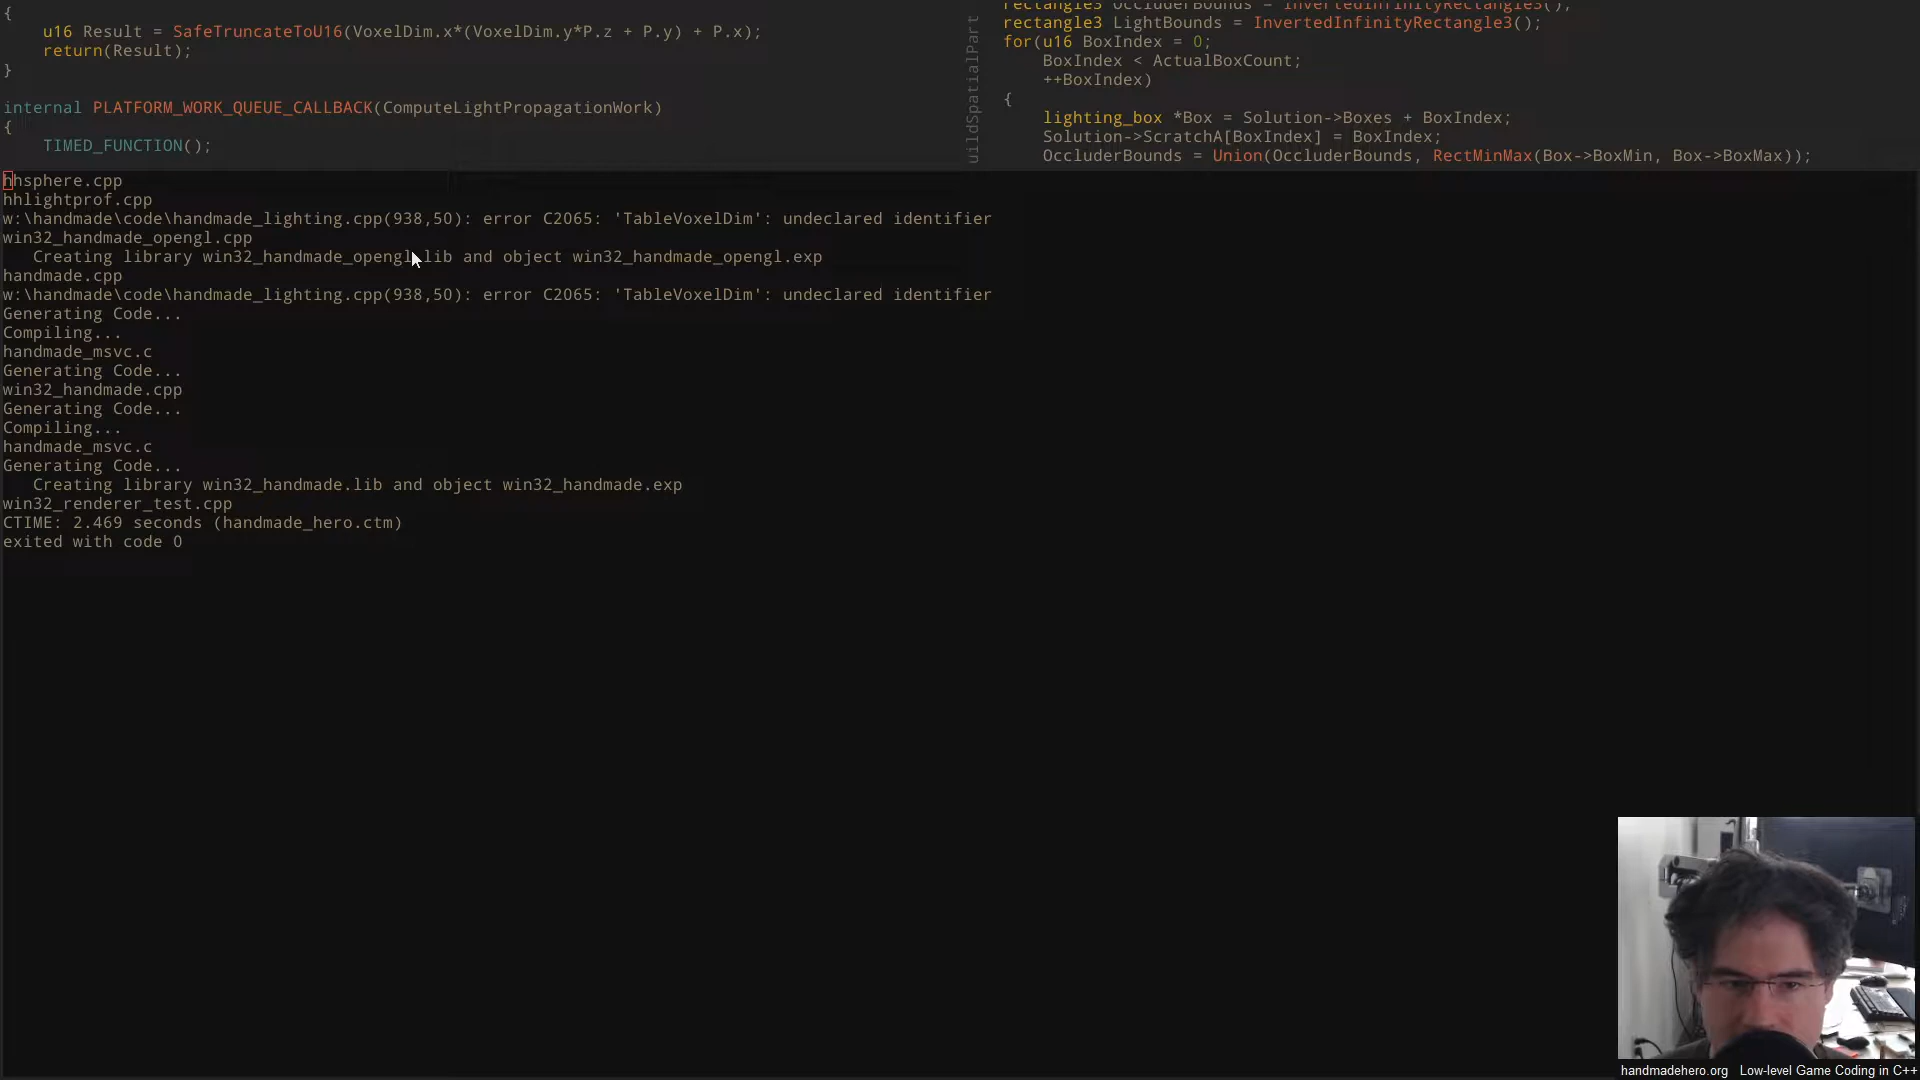 {
    u16 Result = SafeTruncateToU16(VoxelDim.x*(VoxelDim.y*P.z + P.y) + P.x);
    return(Result);
}
internal PLATFORM_WORK_QUEUE_CALLBACK(ComputeLightPropagationWork)
{
    TIMED_FUNCTION();
uildSpatialPart
rectangle3 OccluderBounds = InvertedInfinityRectangle3();
rectangle3 LightBounds = InvertedInfinityRectangle3();
for(u16 BoxIndex = 0;
    BoxIndex < ActualBoxCount;
    ++BoxIndex)
{
    lighting_box *Box = Solution->Boxes + BoxIndex;
    Solution->ScratchA[BoxIndex] = BoxIndex;
    OccluderBounds = Union(OccluderBounds, RectMinMax(Box->BoxMin, Box->BoxMax));
hhsphere.cpp
hhlightprof.cpp
w:\handmade\code\handmade_lighting.cpp(938,50): error C2065: 'TableVoxelDim': undeclared identifier
win32_handmade_opengl.cpp
   Creating library win32_handmade_opengl.lib and object win32_handmade_opengl.exp
handmade.cpp
w:\handmade\code\handmade_lighting.cpp(938,50): error C2065: 'TableVoxelDim': undeclared identifier
Generating Code...
Compiling...
handmade_msvc.c
Generating Code...
win32_handmade.cpp
Generating Code...
Compiling...
handmade_msvc.c
Generating Code...
   Creating library win32_handmade.lib and object win32_handmade.exp
win32_renderer_test.cpp
CTIME: 2.469 seconds (handmade_hero.ctm)
exited with code 0
handmadehero.org   Low-level Game Coding in C++